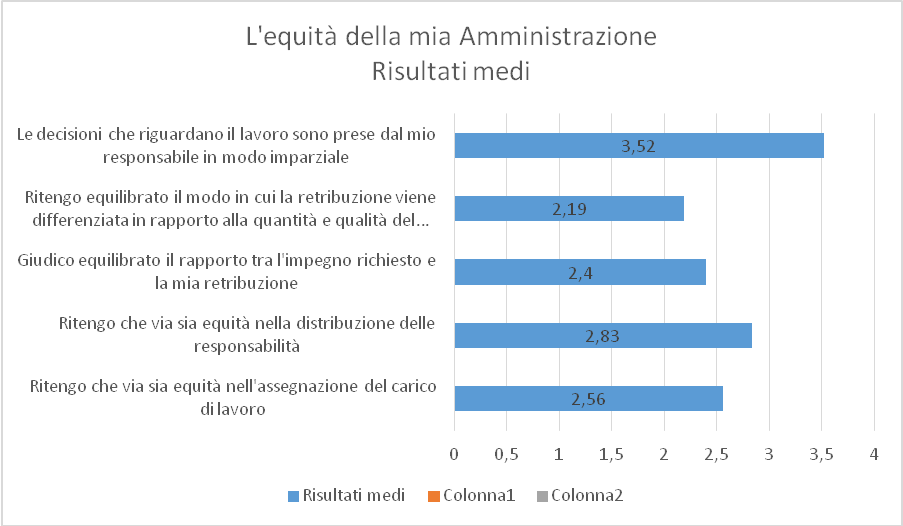 L'equità della mia Amministrazione
Risultati medi
Le decisioni che riguardano il lavoro sono prese dal mio
responsabile in modo imparziale
3,52
Ritengo equilibrato il modo in cui la retribuzione viene
differenziata in rapporto alla quantità e qualità del...
2,19
Giudico equilibrato il rapporto tra l'impegno richiesto e
la mia retribuzione
2,4
Ritengo che via sia equità nella distribuzione delle
responsabilità
2,83
Ritengo che via sia equità nell'assegnazione del carico
di lavoro
2,56
0 0,5 1 1,5 2 2,5 3 3,5 4
Risultati medi Colonna1 Colonna2